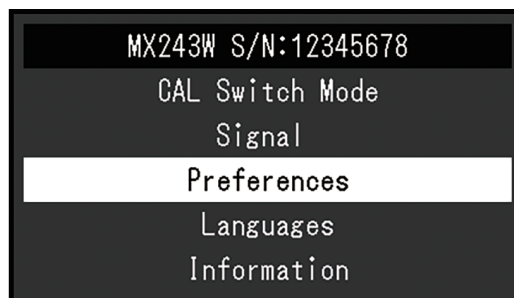 MX243W S/N:12345678
CAL Switch Mode
Signal
Preferences
Languages
Information